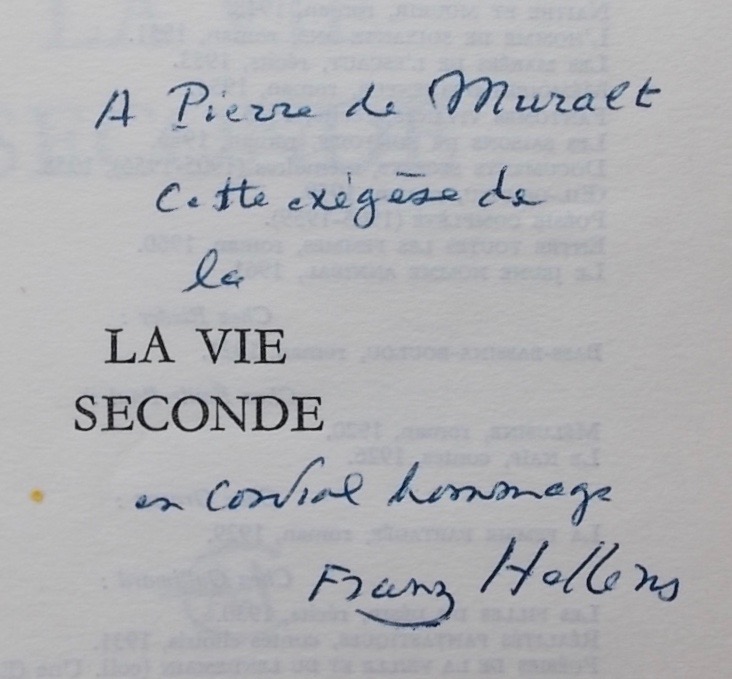 A Pierre de Muralt
Cette exégèse de
la
LA VIE
SECONDE
en cordial hommage
Franz Hellens